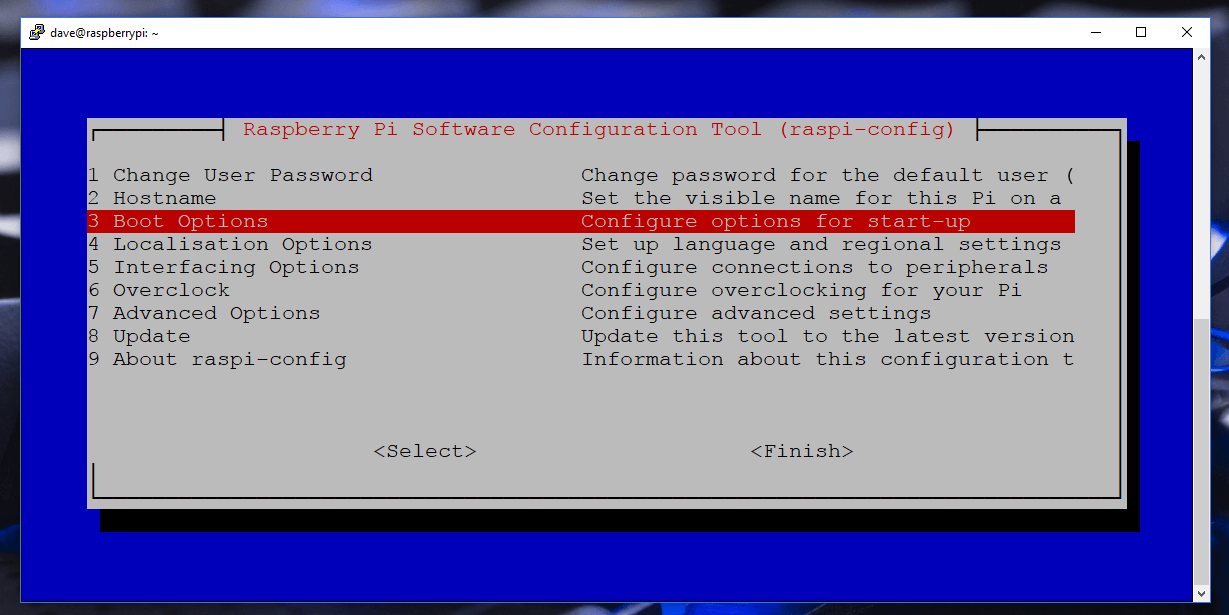 dave@raspberrypi: ~
Raspberry Pi Software Configuration Tool (raspi-config)
1 Change User Password Change password for the default user (
2 Hostname Set the visible name for this Pi on a
3 Boot Options Configure options for start-up
4 Localisation Options Set up language and regional settings
5 Interfacing Options Configure connections to peripherals
6 Overclock Configure overclocking for your Pi
7 Advanced Options Configure advanced settings
8 Update Update this tool to the latest version
9 About raspi-config Information about this configuration t
<Select> <Finish>